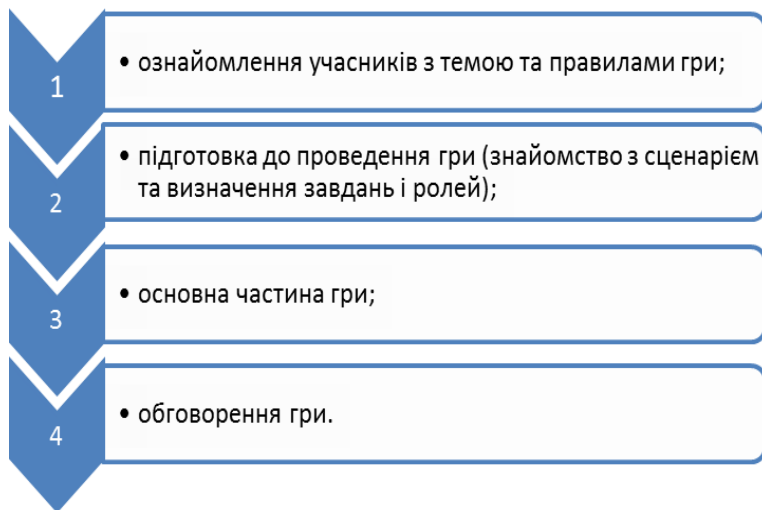 1
• ознайомлення учасників з темою та правилами гри;
2
• підготовка до проведення гри (знайомство з сценарієм
та визначення завдань і ролей);
3
• основна частина гри;
4
• обговорення гри.